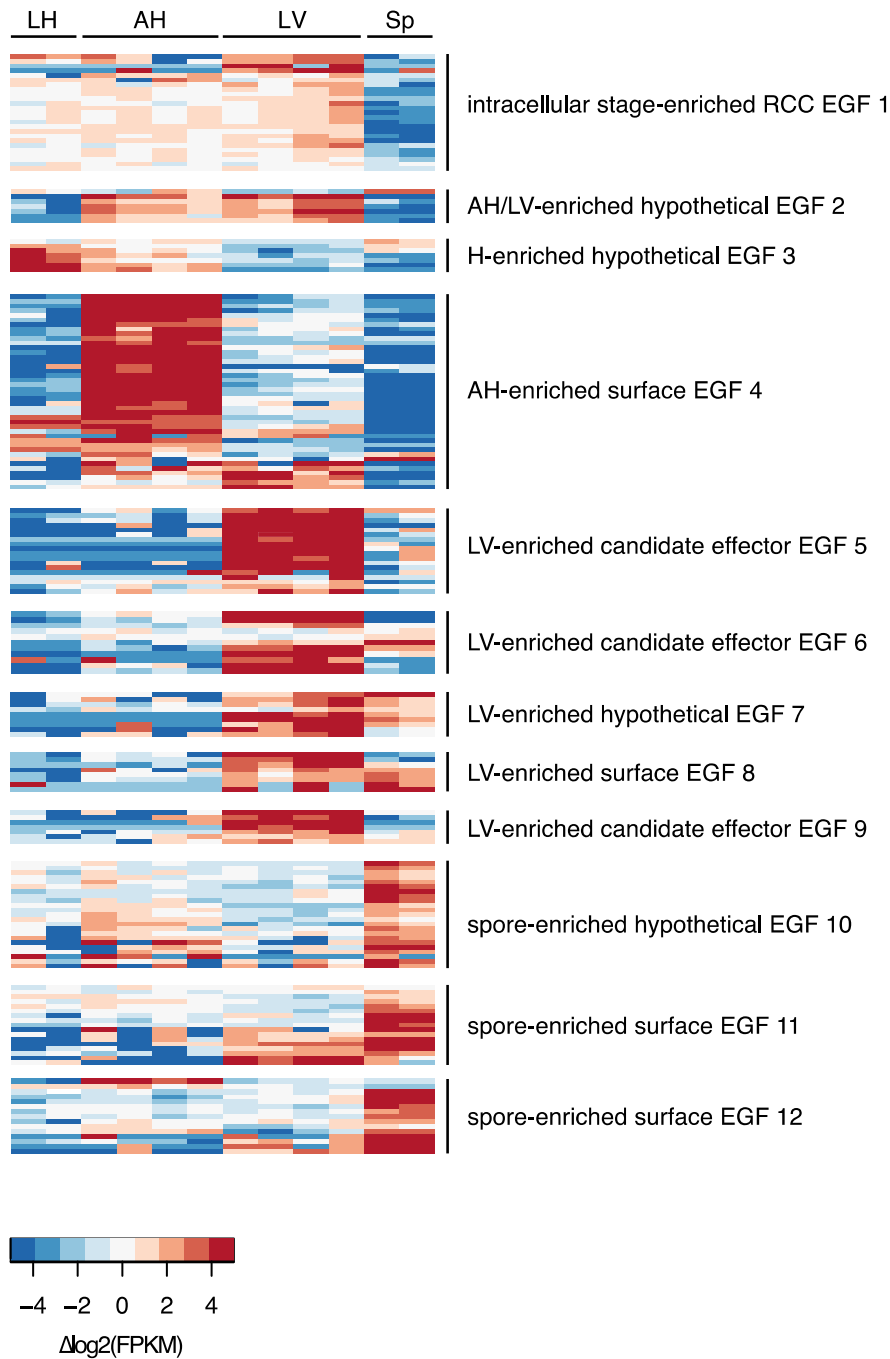 LH AH LV Sp
intracellular stage-enriched RCC EGF 1
AH/LV-enriched hypothetical EGF 2
H-enriched hypothetical EGF 3
AH-enriched surface EGF 4
LV-enriched candidate effector EGF 5
LV-enriched candidate effector EGF 6
LV-enriched hypothetical EGF 7
LV-enriched surface EGF 8
LV-enriched candidate effector EGF 9
spore-enriched hypothetical EGF 10
spore-enriched surface EGF 11
spore-enriched surface EGF 12
−4 −2 0 2 4
Δlog2(FPKM)